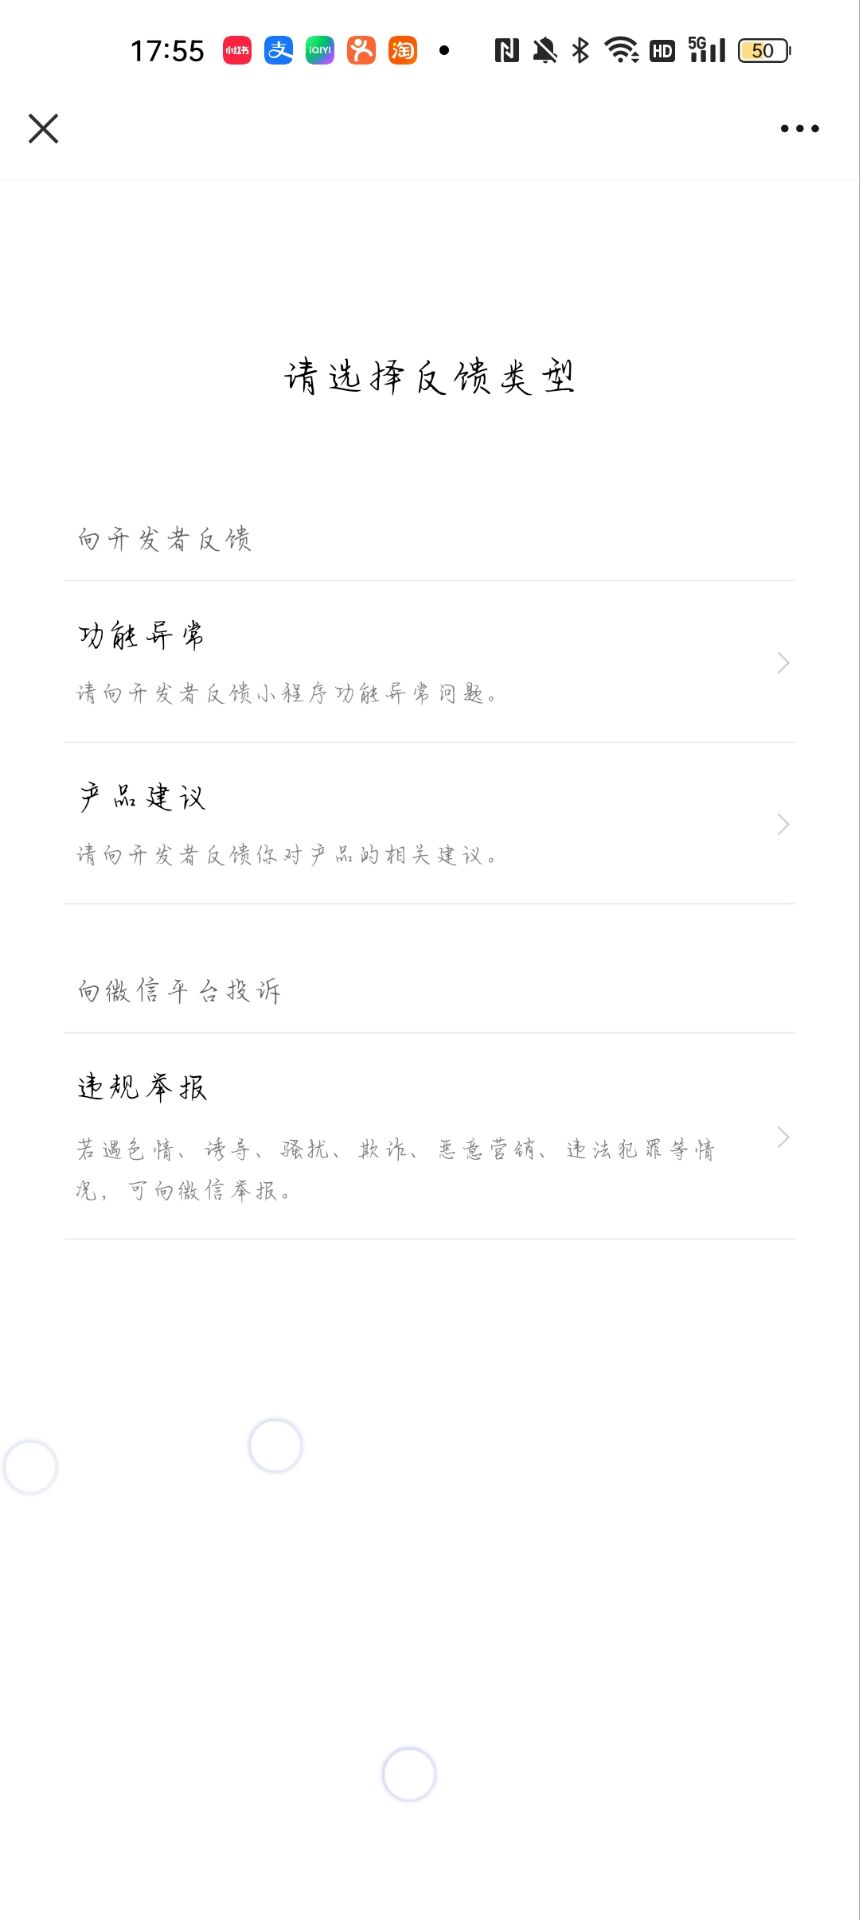 17:55 小红书 支 iQIYI 淘 N HD 5G 50
请选择反馈类型
向开发者反馈
功能异常
请向开发者反馈小程序功能异常问题。
产品建议
请向开发者反馈你对产品的相关建议。
向微信平台投诉
违规举报
若遇色情、诱导、骚扰、欺诈、恶意营销、违法犯罪等情
况，可向微信举报。